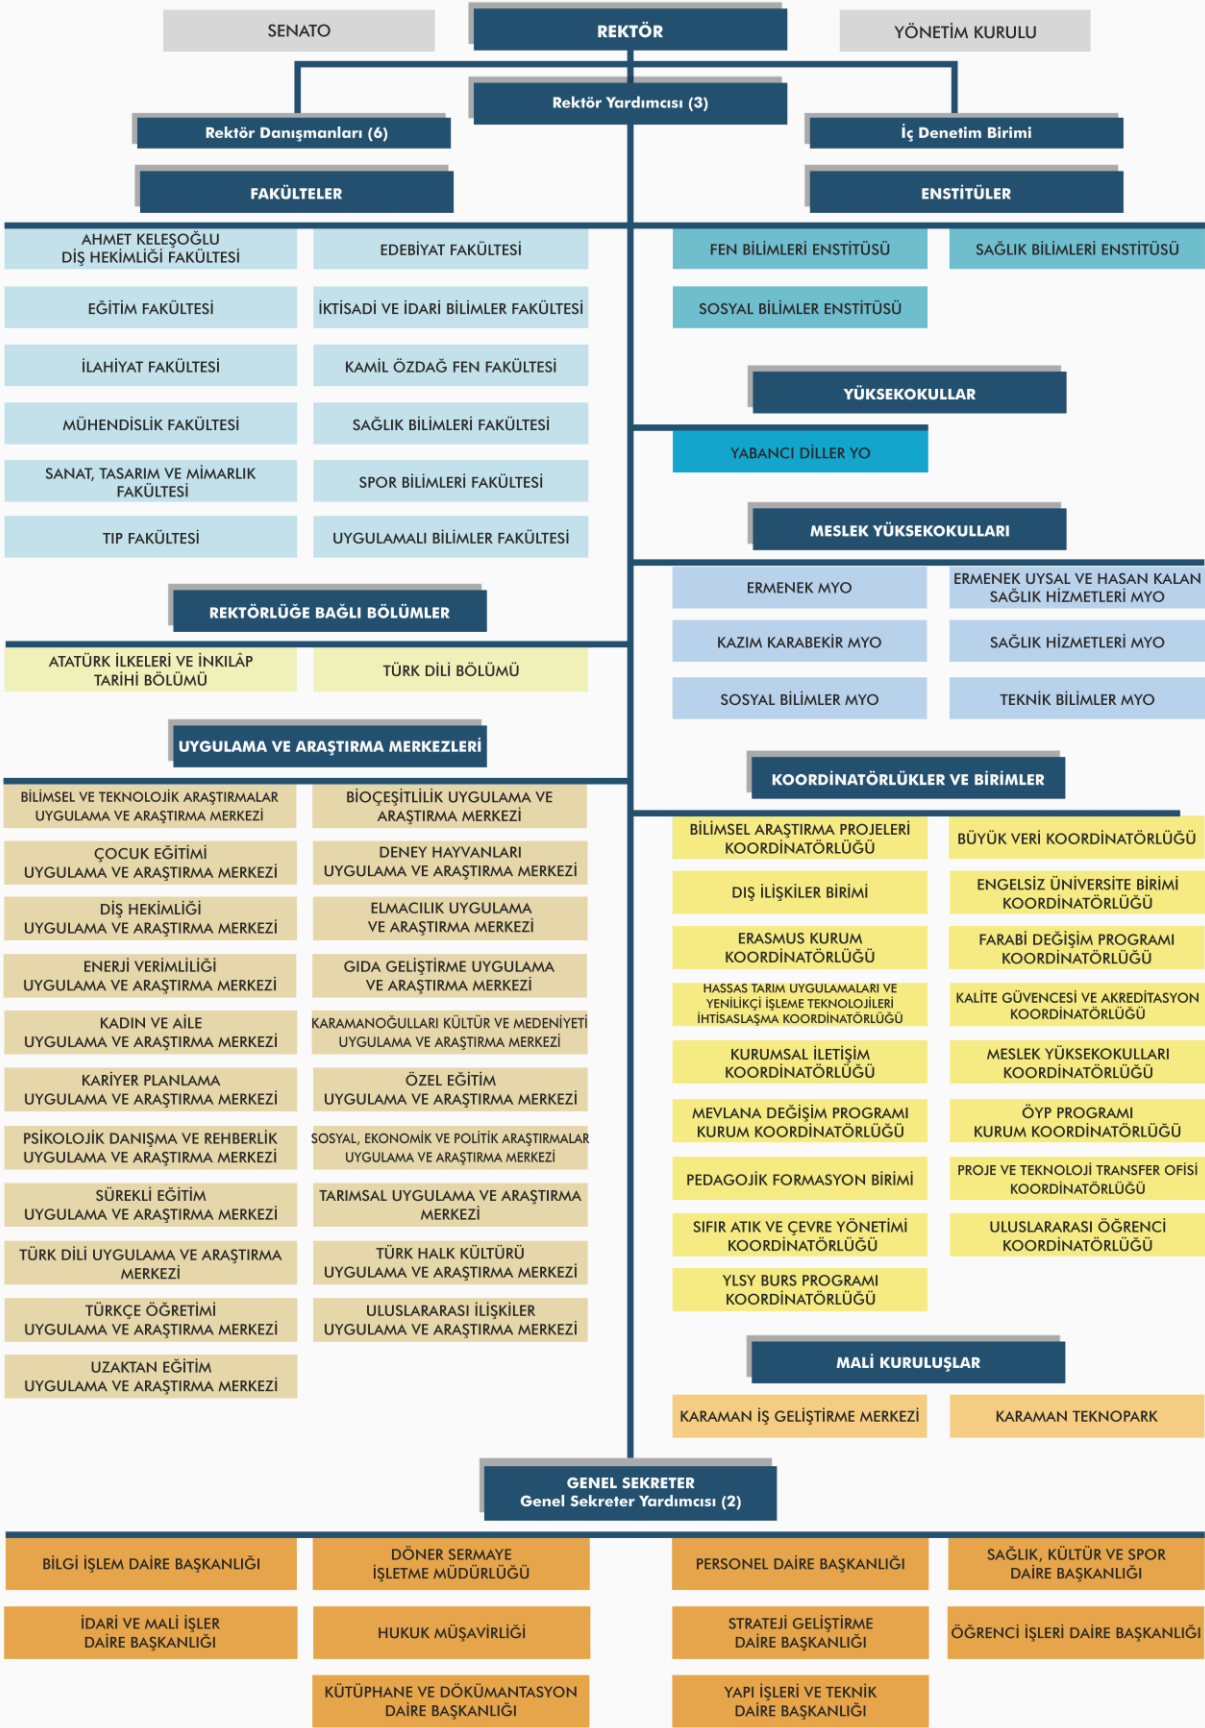 SENATO
REKTÖR
YÖNETİM KURULU
Rektör Yardımcısı (3)
Rektör Danışmanları (6)
İç Denetim Birimi
FAKÜLTELER
AHMET KELEŞOĞLU
DİŞ HEKİMLİĞİ FAKÜLTESİ
EDEBİYAT FAKÜLTESİ
EĞİTİM FAKÜLTESİ
İKTİSADİ VE İDARİ BİLİMLER FAKÜLTESİ
İLAHİYAT FAKÜLTESİ
KAMİL ÖZDAĞ FEN FAKÜLTESİ
MÜHENDİSLİK FAKÜLTESİ
SAĞLIK BİLİMLERİ FAKÜLTESİ
SANAT, TASARIM VE MİMARLIK
FAKÜLTESİ
SPOR BİLİMLERİ FAKÜLTESİ
TIP FAKÜLTESİ
UYGULAMALI BİLİMLER FAKÜLTESİ
REKTÖRLÜĞE BAĞLI BÖLÜMLER
ATATÜRK İLKELERİ VE İNKILÂP
TARİHİ BÖLÜMÜ
TÜRK DİLİ BÖLÜMÜ
UYGULAMA VE ARAŞTIRMA MERKEZLERİ
BİLİMSEL VE TEKNOLOJİK ARAŞTIRMALAR
UYGULAMA VE ARAŞTIRMA MERKEZİ
BİOÇEŞİTLİLİK UYGULAMA VE
ARAŞTIRMA MERKEZİ
ÇOCUK EĞİTİMİ
UYGULAMA VE ARAŞTIRMA MERKEZİ
DENEY HAYVANLARI
UYGULAMA VE ARAŞTIRMA MERKEZİ
DİŞ HEKİMLİĞİ
UYGULAMA VE ARAŞTIRMA MERKEZİ
ELMACILIK UYGULAMA
VE ARAŞTIRMA MERKEZİ
ENERJİ VERİMLİLİĞİ
UYGULAMA VE ARAŞTIRMA MERKEZİ
GIDA GELİŞTİRME UYGULAMA
VE ARAŞTIRMA MERKEZİ
KADIN VE AİLE
UYGULAMA VE ARAŞTIRMA MERKEZİ
KARAMANOĞULLARI KÜLTÜR VE MEDENİYETİ
UYGULAMA VE ARAŞTIRMA MERKEZİ
KARİYER PLANLAMA
UYGULAMA VE ARAŞTIRMA MERKEZİ
ÖZEL EĞİTİM
UYGULAMA VE ARAŞTIRMA MERKEZİ
PSİKOLOJİK DANIŞMA VE REHBERLİK
UYGULAMA VE ARAŞTIRMA MERKEZİ
SOSYAL, EKONOMİK VE POLİTİK ARAŞTIRMALAR
UYGULAMA VE ARAŞTIRMA MERKEZİ
SÜREKLİ EĞİTİM
UYGULAMA VE ARAŞTIRMA MERKEZİ
TARIMSAL UYGULAMA VE ARAŞTIRMA
MERKEZİ
TÜRK DİLİ UYGULAMA VE ARAŞTIRMA
MERKEZİ
TÜRK HALK KÜLTÜRÜ
UYGULAMA VE ARAŞTIRMA MERKEZİ
TÜRKÇE ÖĞRETİMİ
UYGULAMA VE ARAŞTIRMA MERKEZİ
ULUSLARARASI İLİŞKİLER
UYGULAMA VE ARAŞTIRMA MERKEZİ
UZAKTAN EĞİTİM
UYGULAMA VE ARAŞTIRMA MERKEZİ
ENSTİTÜLER
FEN BİLİMLERİ ENSTİTÜSÜ
SAĞLIK BİLİMLERİ ENSTİTÜSÜ
SOSYAL BİLİMLER ENSTİTÜSÜ
YÜKSEKOKULLAR
YABANCI DİLLER YO
MESLEK YÜKSEKOKULLARI
ERMENEK MYO
ERMENEK UYSAL VE HASAN KALAN
SAĞLIK HİZMETLERİ MYO
KAZIM KARABEKİR MYO
SAĞLIK HİZMETLERİ MYO
SOSYAL BİLİMLER MYO
TEKNİK BİLİMLER MYO
KOORDİNATÖRLÜKLER VE BİRİMLER
BİLİMSEL ARAŞTIRMA PROJELERİ
KOORDİNATÖRLÜĞÜ
BÜYÜK VERİ KOORDİNATÖRLÜĞÜ
DIŞ İLİŞKİLER BİRİMİ
ENGELSİZ ÜNİVERSİTE BİRİMİ
KOORDİNATÖRLÜĞÜ
ERASMUS KURUM
KOORDİNATÖRLÜĞÜ
FARABİ DEĞİŞİM PROGRAMI
KOORDİNATÖRLÜĞÜ
HASSAS TARIM UYGULAMALARI VE
YENİLİKÇİ İŞLEME TEKNOLOJİLERİ
İHTİSASLAŞMA KOORDİNATÖRLÜĞÜ
KALİTE GÜVENCESİ VE AKREDİTASYON
KOORDİNATÖRLÜĞÜ
KURUMSAL İLETİŞİM
KOORDİNATÖRLÜĞÜ
MESLEK YÜKSEKOKULLARI
KOORDİNATÖRLÜĞÜ
MEVLANA DEĞİŞİM PROGRAMI
KURUM KOORDİNATÖRLÜĞÜ
ÖYP PROGRAMI
KURUM KOORDİNATÖRLÜĞÜ
PEDAGOJİK FORMASYON BİRİMİ
PROJE VE TEKNOLOJİ TRANSFER OFİSİ
KOORDİNATÖRLÜĞÜ
SIFIR ATIK VE ÇEVRE YÖNETİMİ
KOORDİNATÖRLÜĞÜ
ULUSLARARASI ÖĞRENCİ
KOORDİNATÖRLÜĞÜ
YLSY BURS PROGRAMI
KOORDİNATÖRLÜĞÜ
MALİ KURULUŞLAR
KARAMAN İŞ GELİŞTİRME MERKEZİ
KARAMAN TEKNOPARK
GENEL SEKRETER
Genel Sekreter Yardımcısı (2)
BİLGİ İŞLEM DAİRE BAŞKANLIĞI
DÖNER SERMAYE
İŞLETME MÜDÜRLÜĞÜ
PERSONEL DAİRE BAŞKANLIĞI
SAĞLIK, KÜLTÜR VE SPOR
DAİRE BAŞKANLIĞI
İDARİ VE MALİ İŞLER
DAİRE BAŞKANLIĞI
HUKUK MÜŞAVİRLİĞİ
STRATEJİ GELİŞTİRME
DAİRE BAŞKANLIĞI
ÖĞRENCİ İŞLERİ DAİRE BAŞKANLIĞI
KÜTÜPHANE VE DÖKÜMANTASYON
DAİRE BAŞKANLIĞI
YAPI İŞLERİ VE TEKNİK
DAİRE BAŞKANLIĞI